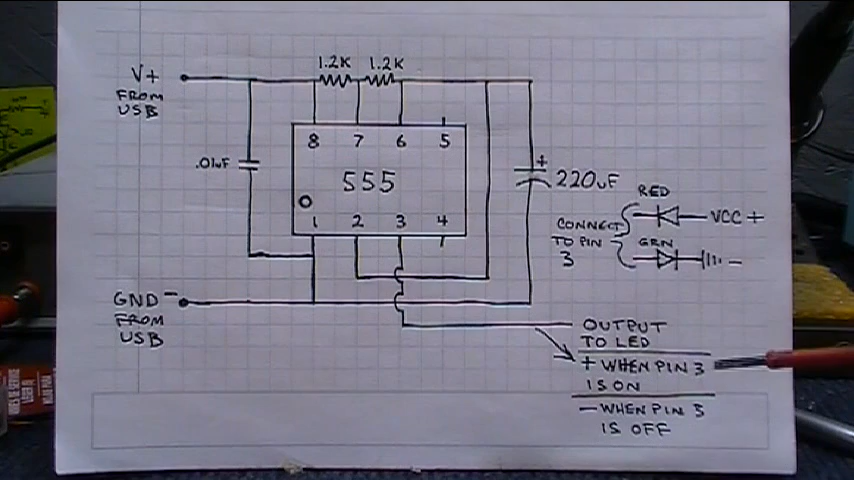 1.2K 1.2K
V+
FROM
USB
8 7 6 5
.01uF
555
+
220uF
1 2 3 4
RED
VCC +
CONNECT
TO PIN
3
GRN
-
GND -
FROM
USB
OUTPUT
TO LED
+ WHEN PIN 3
IS ON
- WHEN PIN 3
IS OFF